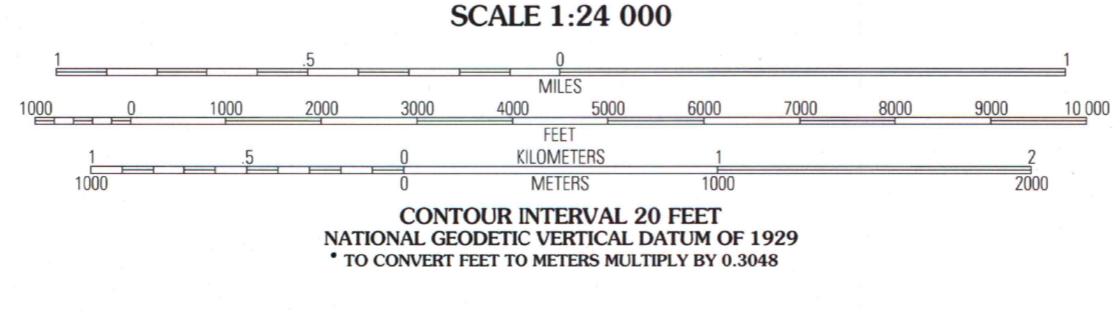 SCALE 1:24 000
1 .5 0 1
MILES
1000 0 1000 2000 3000 4000 5000 6000 7000 8000 9000 10 000
FEET
1 .5 0 KILOMETERS 1 2
1000 0 METERS 1000 2000
CONTOUR INTERVAL 20 FEET
NATIONAL GEODETIC VERTICAL DATUM OF 1929
• TO CONVERT FEET TO METERS MULTIPLY BY 0.3048